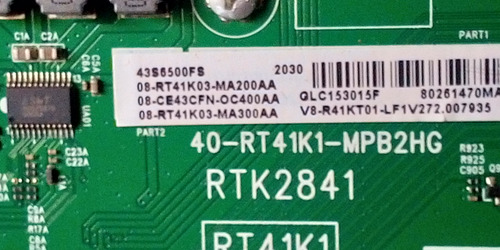 PART1
C1A C2A
43S6500FS 2030
08-RT41K03-MA200AA GLC153015F 80261470MA
08-CE43CFN-OC400AA V8-R41KT01-LF1V272.007935
08-RT41K03-MA300AA
UA01
PART2
40-RT41K1-MPB2HG
C23A
C22A
RTK2841
R923
R925
C905
RT41K1